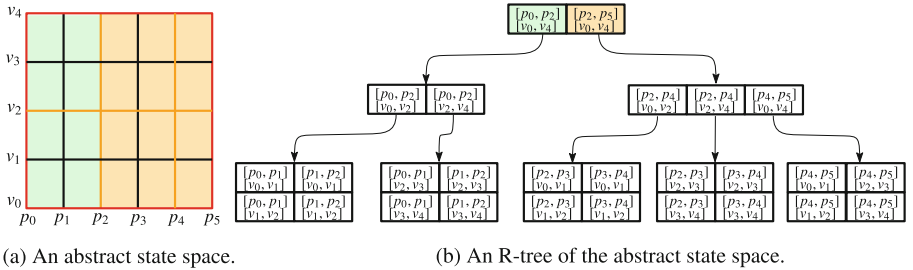 v4
v3
v2
v1
v0
p0 p1 p2 p3 p4 p5
(a) An abstract state space.
[p0, p2] [p2, p5]
[v0, v4] [v0, v4]
[p0, p2] [p0, p2]
[v0, v2] [v2, v4]
[p2, p4] [p2, p4] [p4, p5]
[v0, v2] [v2, v4] [v0, v4]
[p0, p1] [p1, p2]
[v0, v1] [v0, v1]
[p0, p1] [p1, p2]
[v1, v2] [v1, v2]
[p0, p1] [p1, p2]
[v2, v3] [v2, v3]
[p0, p1] [p1, p2]
[v3, v4] [v3, v4]
[p2, p3] [p3, p4]
[v0, v1] [v0, v1]
[p2, p3] [p3, p4]
[v1, v2] [v1, v2]
[p2, p3] [p3, p4]
[v2, v3] [v2, v3]
[p2, p3] [p3, p4]
[v3, v4] [v3, v4]
[p4, p5] [p4, p5]
[v0, v1] [v2, v3]
[p4, p5] [p4, p5]
[v1, v2] [v3, v4]
(b) An R-tree of the abstract state space.